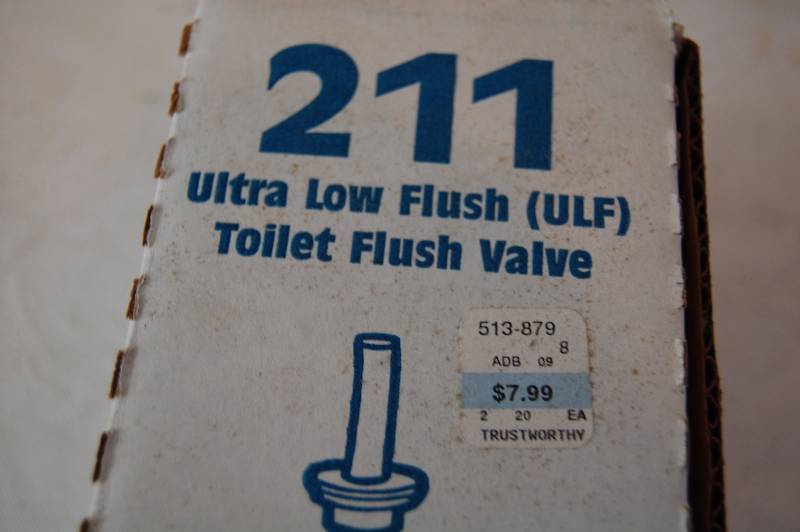 211
Ultra Low Flush (ULF)
Toilet Flush Valve
513-879
8
ADB 09
$7.99
2 20 EA
TRUSTWORTHY